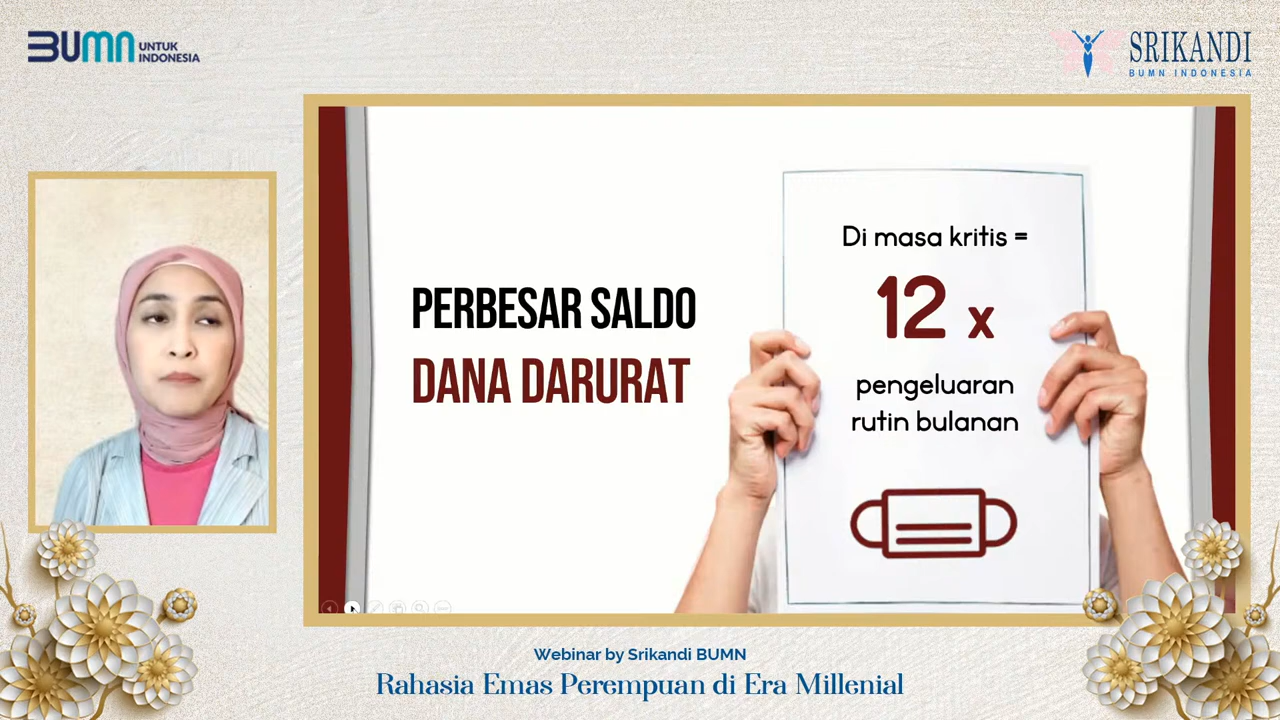 BUMN UNTUK
INDONESIA
SRIKANDI
BUMN INDONESIA
PERBESAR SALDO
DANA DARURAT
Di masa kritis =
12 x
pengeluaran
rutin bulanan
Webinar by Srikandi BUMN
Rahasia Emas Perempuan di Era Millenial